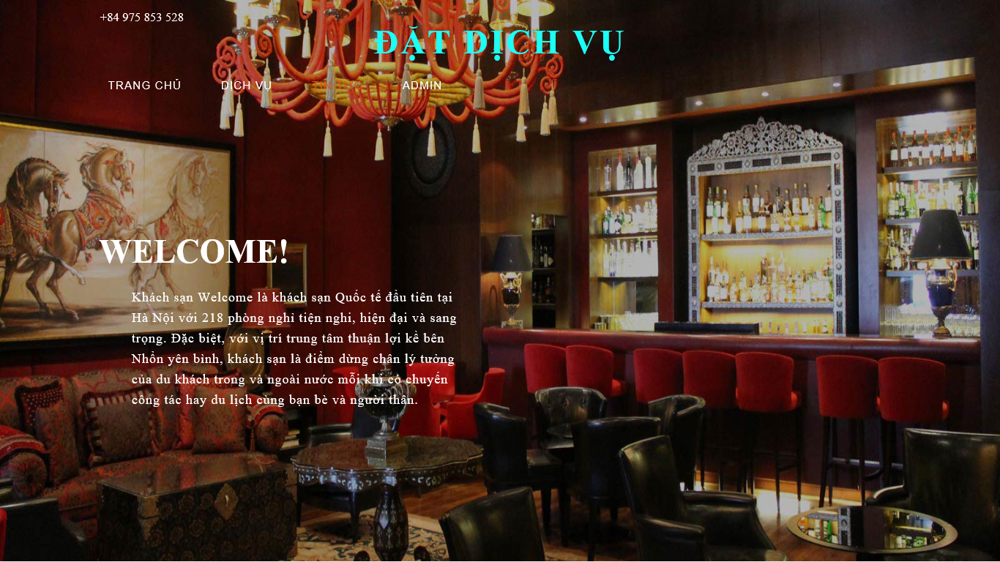 +84 975 853 528
ĐẶT DỊCH VỤ
TRANG CHỦ DỊCH VỤ TIN ADMIN
WELCOME!
Khách sạn Welcome là khách sạn Quốc tế đầu tiên tại
Hà Nội với 218 phòng nghỉ tiện nghi, hiện đại và sang
trọng. Đặc biệt, với vị trí trung tâm thuận lợi kề bên
Nhổn yên bình, khách sạn là điểm dừng chân lý tưởng
của du khách trong và ngoài nước mỗi khi có chuyến
công tác hay du lịch cùng bạn bè và người thân.